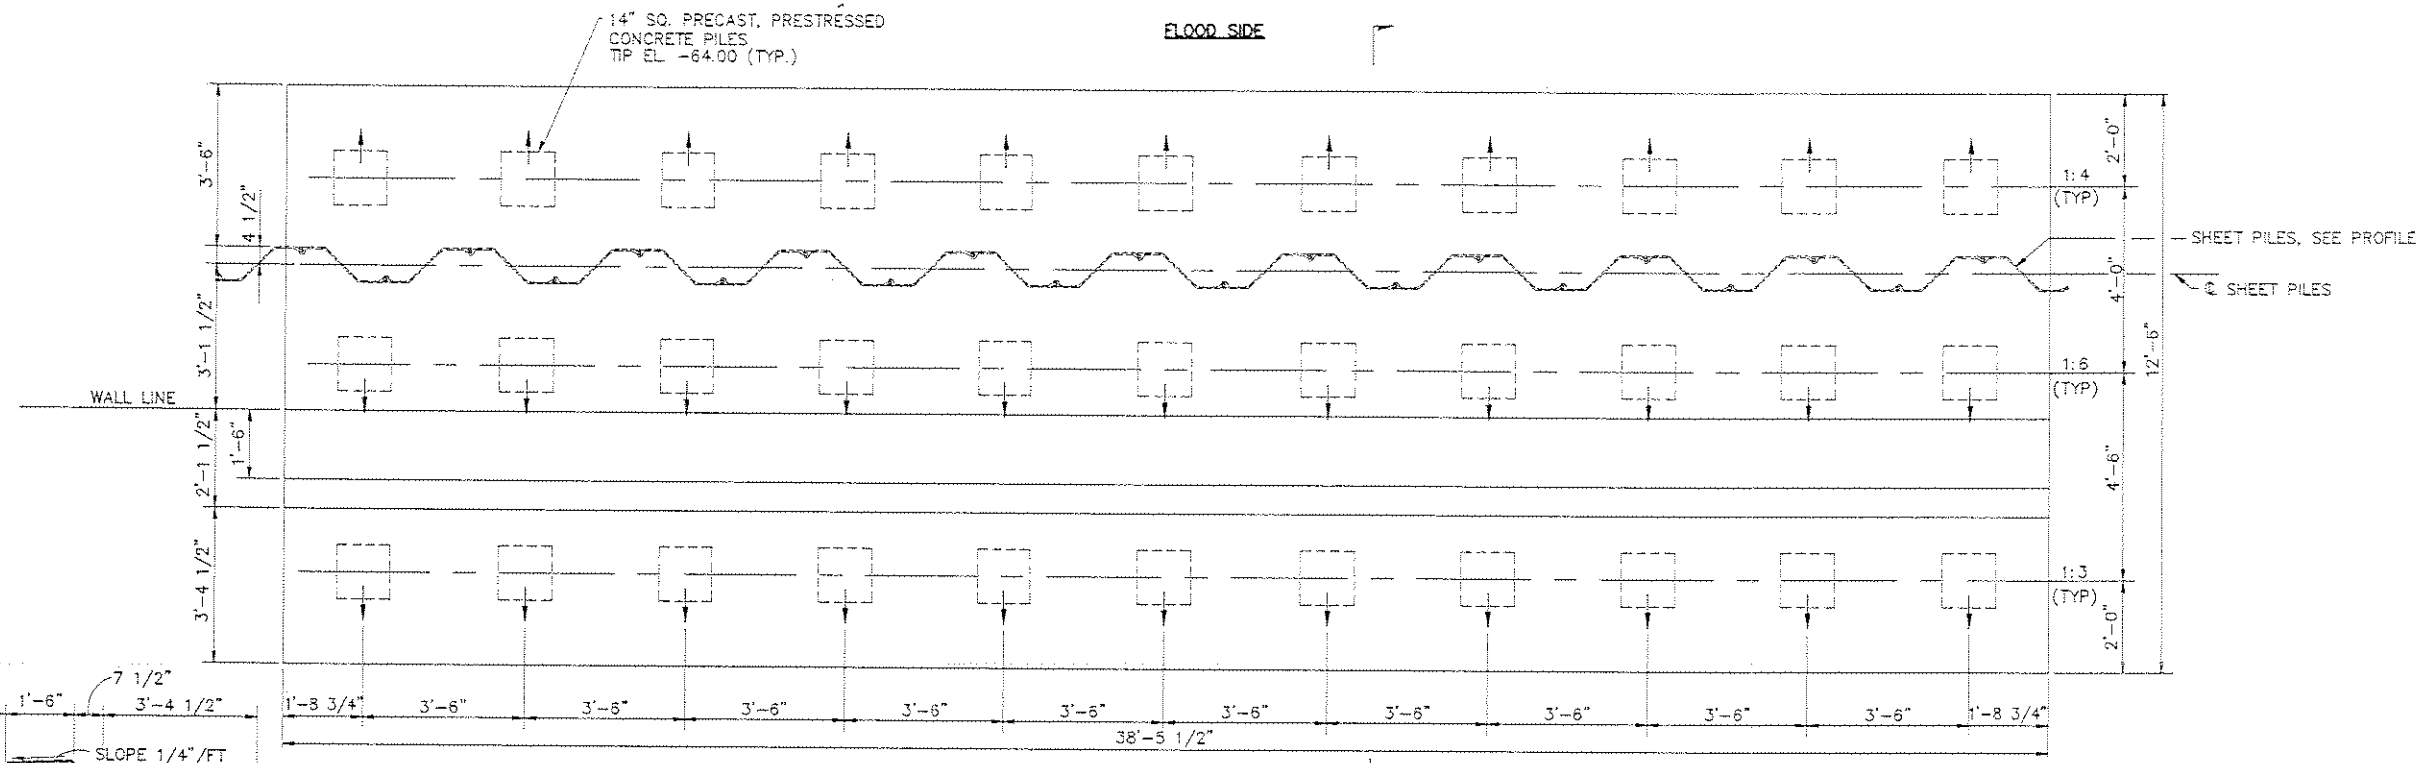 14" SQ. PRECAST, PRESTRESSED
CONCRETE PILES
TIP EL -64.00 (TYP.)
FLOOD SIDE
3'-6"
4 1/2"
3'-1 1/2"
2'-1 1/2"
1'-6"
3'-4 1/2"
WALL LINE
2'-0"
1:4
(TYP)
SHEET PILES, SEE PROFILE
4'-0"
℄ SHEET PILES
12'-6"
1:6
(TYP)
4'-6"
1:3
(TYP)
2'-0"
7 1/2"
1'-6"
3'-4 1/2"
1'-8 3/4"
3'-6"
3'-6"
3'-6"
3'-6"
3'-6"
3'-6"
3'-6"
3'-6"
3'-6"
3'-6"
1'-8 3/4"
38'-5 1/2"
SLOPE 1/4"/FT